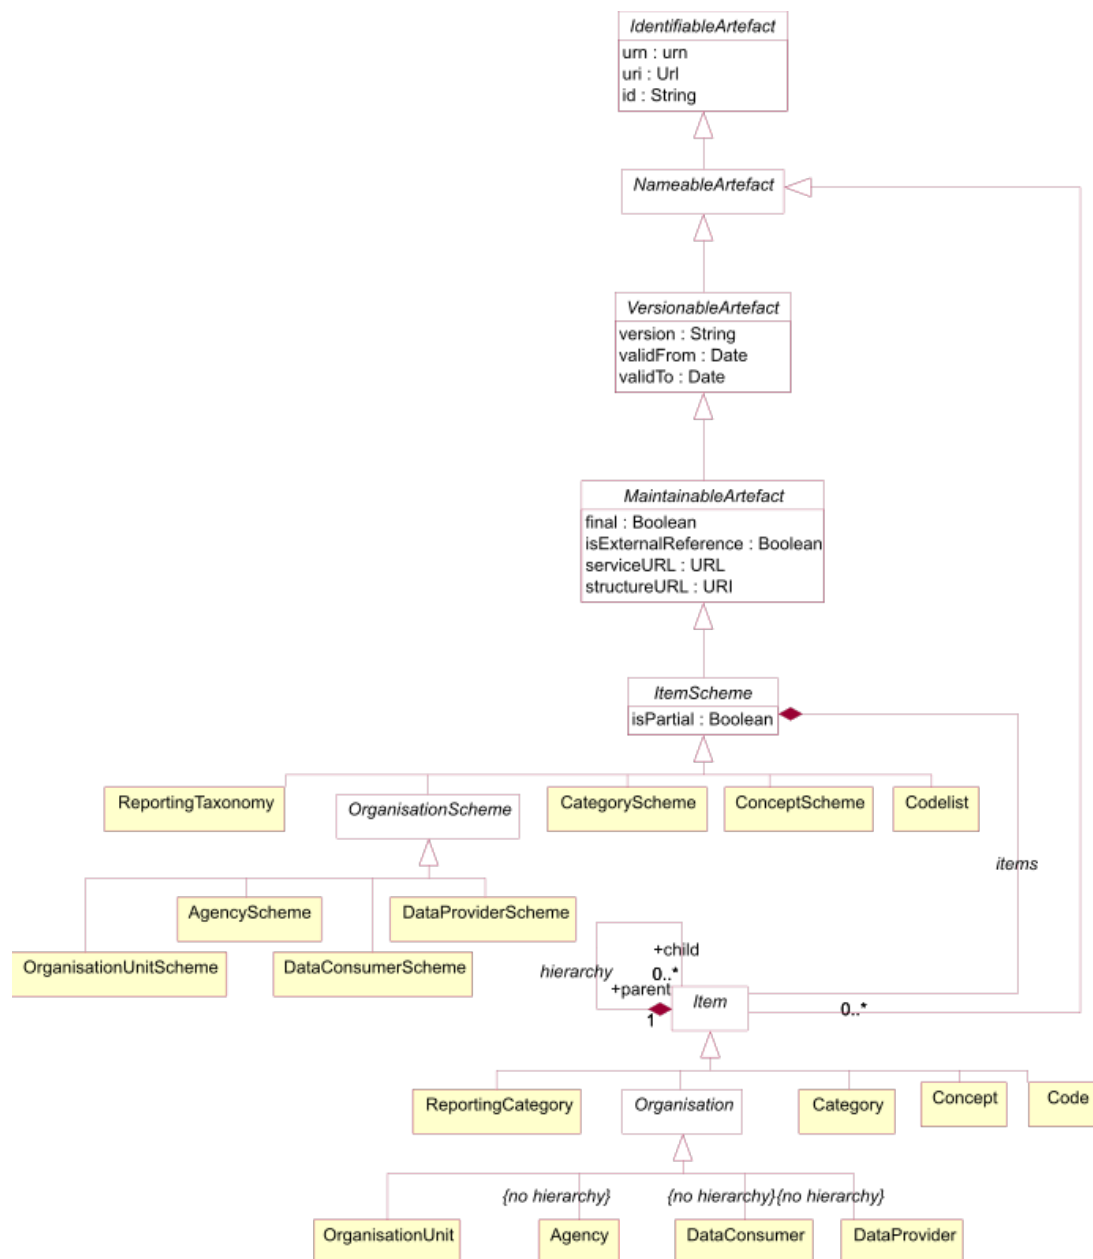 IdentifiableArtefact
urn : urn
uri : Url
id : String
NameableArtefact
VersionableArtefact
version : String
validFrom : Date
validTo : Date
MaintainableArtefact
final : Boolean
isExternalReference : Boolean
serviceURL : URL
structureURL : URI
ItemScheme
isPartial : Boolean
ReportingTaxonomy
OrganisationScheme
CategoryScheme
ConceptScheme
Codelist
items
AgencyScheme
DataProviderScheme
OrganisationUnitScheme
DataConsumerScheme
+child
hierarchy
0..*
+parent
1
Item
0..*
ReportingCategory
Organisation
Category
Concept
Code
{no hierarchy}
{no hierarchy}
{no hierarchy}
OrganisationUnit
Agency
DataConsumer
DataProvider